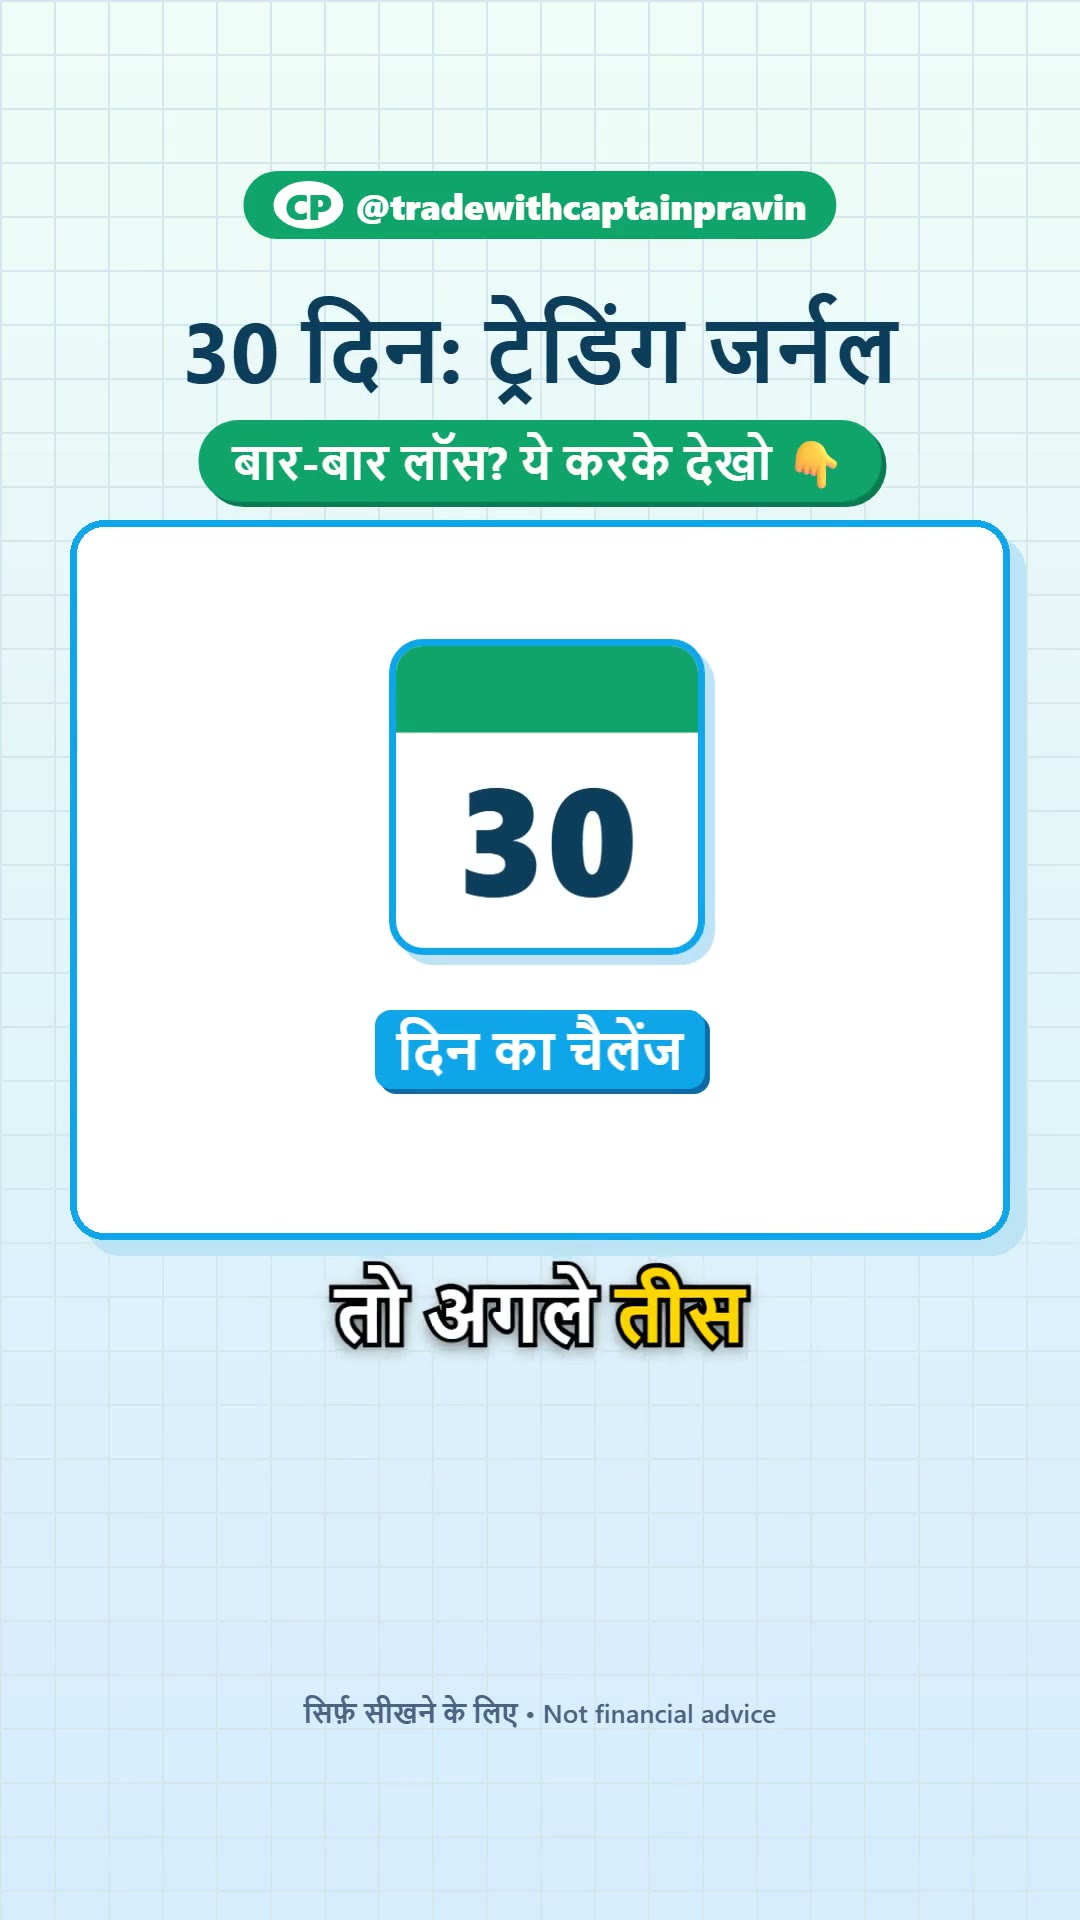 CP @tradewithcaptainpravin
30 दिन: ट्रेडिंग जर्नल
बार-बार लॉस? ये करके देखो 👇
30
दिन का चैलेंज
तो अगले तीस
सिर्फ़ सीखने के लिए • Not financial advice